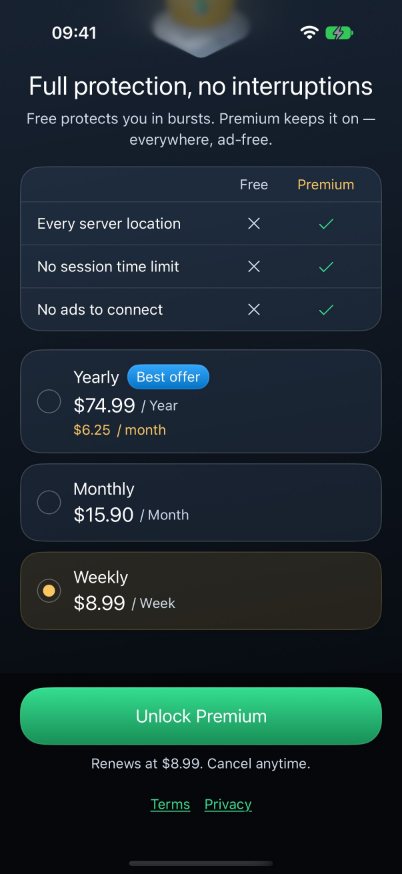 09:41
Full protection, no interruptions
Free protects you in bursts. Premium keeps it on —
everywhere, ad-free.
Free Premium
Every server location
No session time limit
No ads to connect
Yearly Best offer
$74.99 / Year
$6.25 / month
Monthly
$15.90 / Month
Weekly
$8.99 / Week
Unlock Premium
Renews at $8.99. Cancel anytime.
Terms Privacy